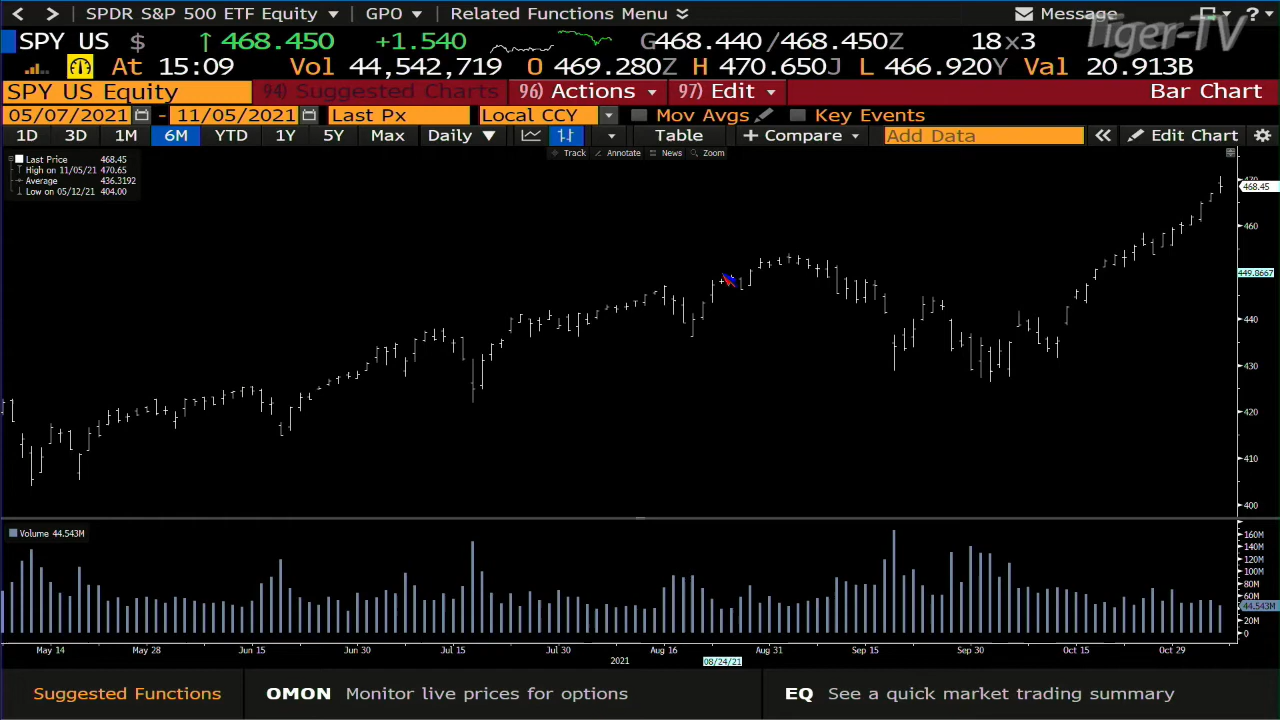 SPDR S&P 500 ETF Equity GPO Related Functions Menu Message ?
Tiger-TV
SPY US $ ↑ 468.450 +1.540 G468.440/468.450Z 18x3
At 15:09 Vol 44,542,719 O 469.280Z H 470.650J L 466.920Y Val 20.913B
SPY US Equity 94) Suggested Charts 96) Actions 97) Edit Bar Chart
05/07/2021 - 11/05/2021 Last Px Local CCY Mov Avgs Key Events
1D 3D 1M 6M YTD 1Y 5Y Max Daily ▼ Table + Compare Add Data « Edit Chart
Track Annotate News Zoom
Last Price 468.45
High on 11/05/21 470.65
Average 436.3192
Low on 05/12/21 404.00
470
468.45
460
449.8667
440
430
420
410
400
Volume 44.543M
160M
140M
120M
100M
80M
60M
44.543M
20M
0
May 14 May 28 Jun 15 Jun 30 Jul 15 Jul 30 Aug 16 Aug 31 Sep 15 Sep 30 Oct 15 Oct 29
2021 08/24/21
Suggested Functions OMON Monitor live prices for options EQ See a quick market trading summary